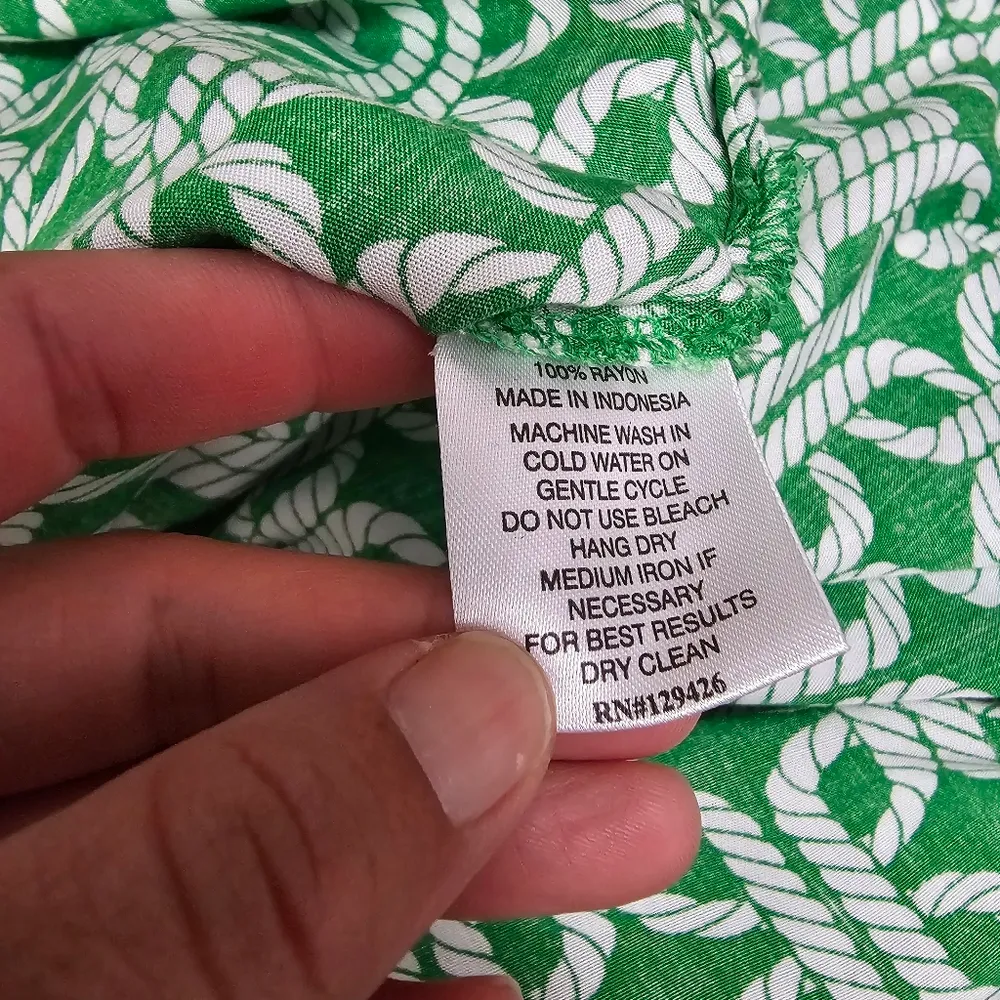 100% RAYON
MADE IN INDONESIA
MACHINE WASH IN
COLD WATER ON
GENTLE CYCLE
DO NOT USE BLEACH
HANG DRY
MEDIUM IRON IF
NECESSARY
FOR BEST RESULTS
DRY CLEAN
RN#129426